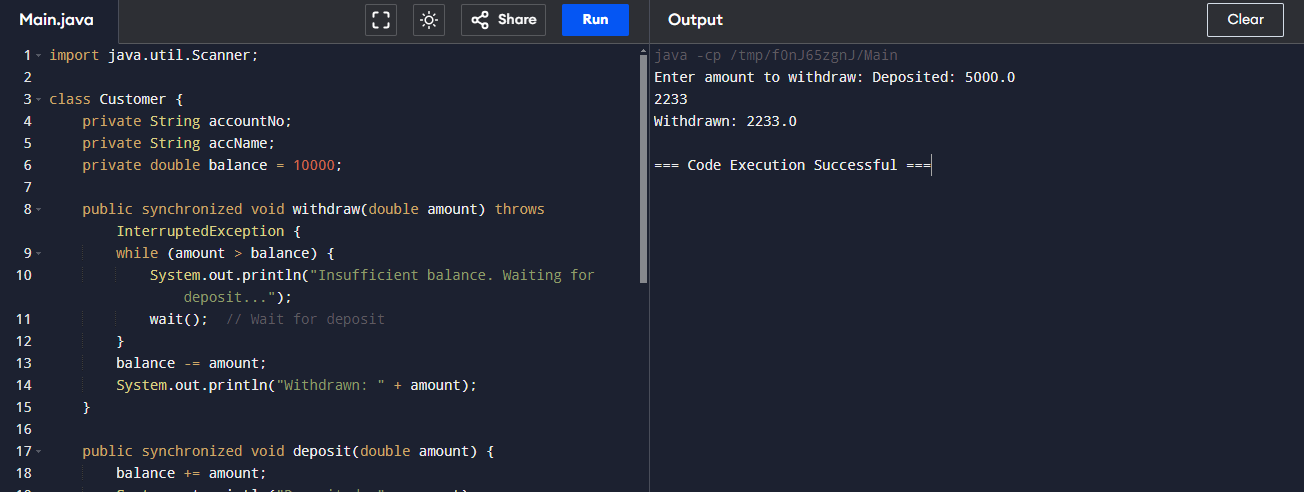 Main.java Share Run
1 import java.util.Scanner;
2
3 class Customer {
4 private String accountNo;
5 private String accName;
6 private double balance = 10000;
7
8 public synchronized void withdraw(double amount) throws
InterruptedException {
9 while (amount > balance) {
10 System.out.println("Insufficient balance. Waiting for
deposit...");
11 wait();  // Wait for deposit
12 }
13 balance -= amount;
14 System.out.println("Withdrawn: " + amount);
15 }
16
17 public synchronized void deposit(double amount) {
18 balance += amount;
Output Clear
java -cp /tmp/f0nJ65zgnJ/Main
Enter amount to withdraw: Deposited: 5000.0
2233
Withdrawn: 2233.0
=== Code Execution Successful ===